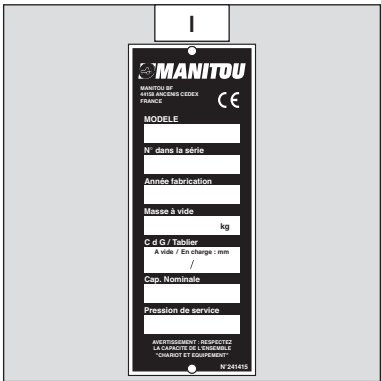 I
MANITOU
MANITOU BF
44158 ANCENIS CEDEX
FRANCE
CE
MODELE
N° dans la série
Année fabrication
Masse à vide
kg
C d G / Tablier
A vide / En charge : mm
/
Cap. Nominale
Pression de service
AVERTISSEMENT : RESPECTEZ
LA CAPACITE DE L'ENSEMBLE
"CHARIOT ET EQUIPEMENT"
N°241415